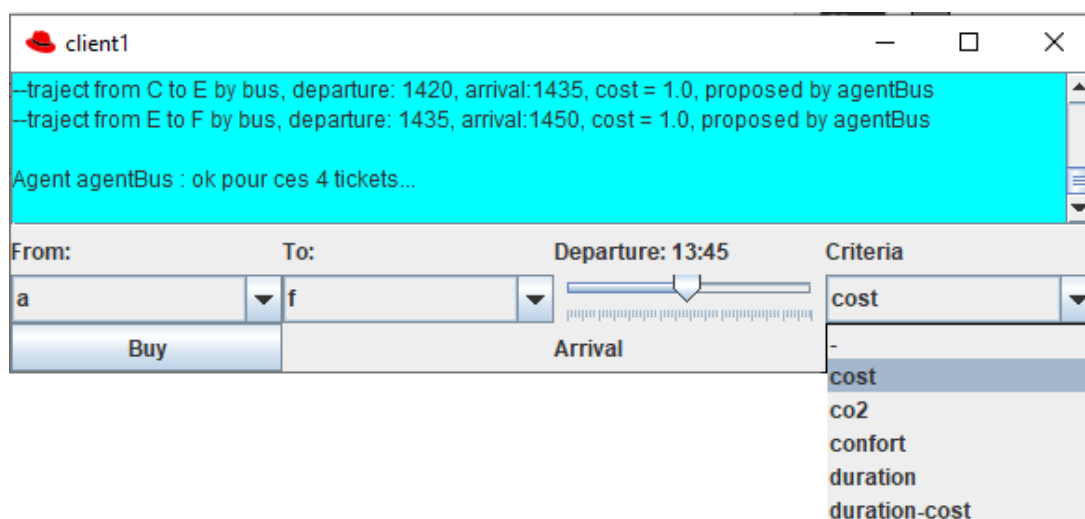 client1
--traject from C to E by bus, departure: 1420, arrival:1435, cost = 1.0, proposed by agentBus
--traject from E to F by bus, departure: 1435, arrival:1450, cost = 1.0, proposed by agentBus
Agent agentBus : ok pour ces 4 tickets...
From: To: Departure: 13:45 Criteria
a f cost
Buy Arrival -
cost
co2
confort
duration
duration-cost